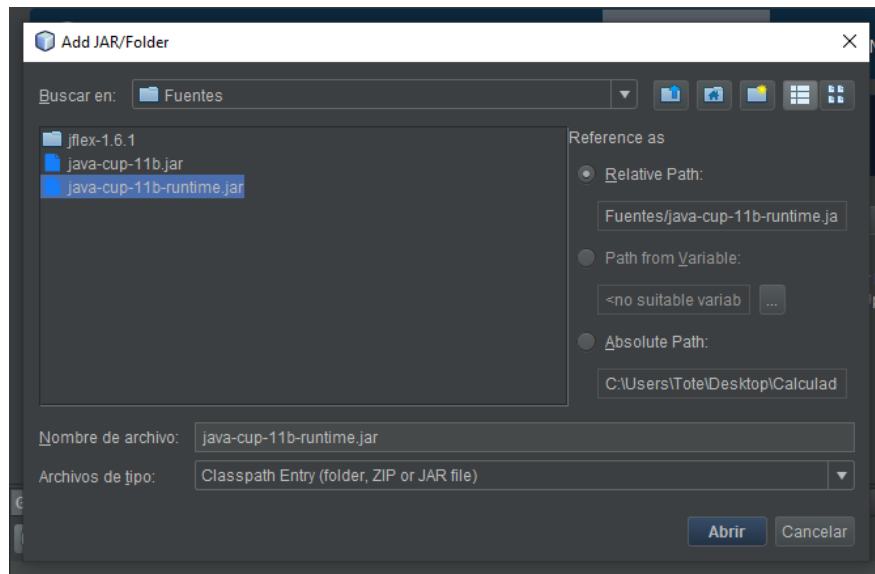 Add JAR/Folder
Buscar en:
Fuentes
jflex-1.6.1
java-cup-11b.jar
java-cup-11b-runtime.jar
Reference as
Relative Path:
Fuentes/java-cup-11b-runtime.ja
Path from Variable:
<no suitable variab
...
Absolute Path:
C:\Users\Tote\Desktop\Calculad
Nombre de archivo:
java-cup-11b-runtime.jar
Archivos de tipo:
Classpath Entry (folder, ZIP or JAR file)
Abrir
Cancelar